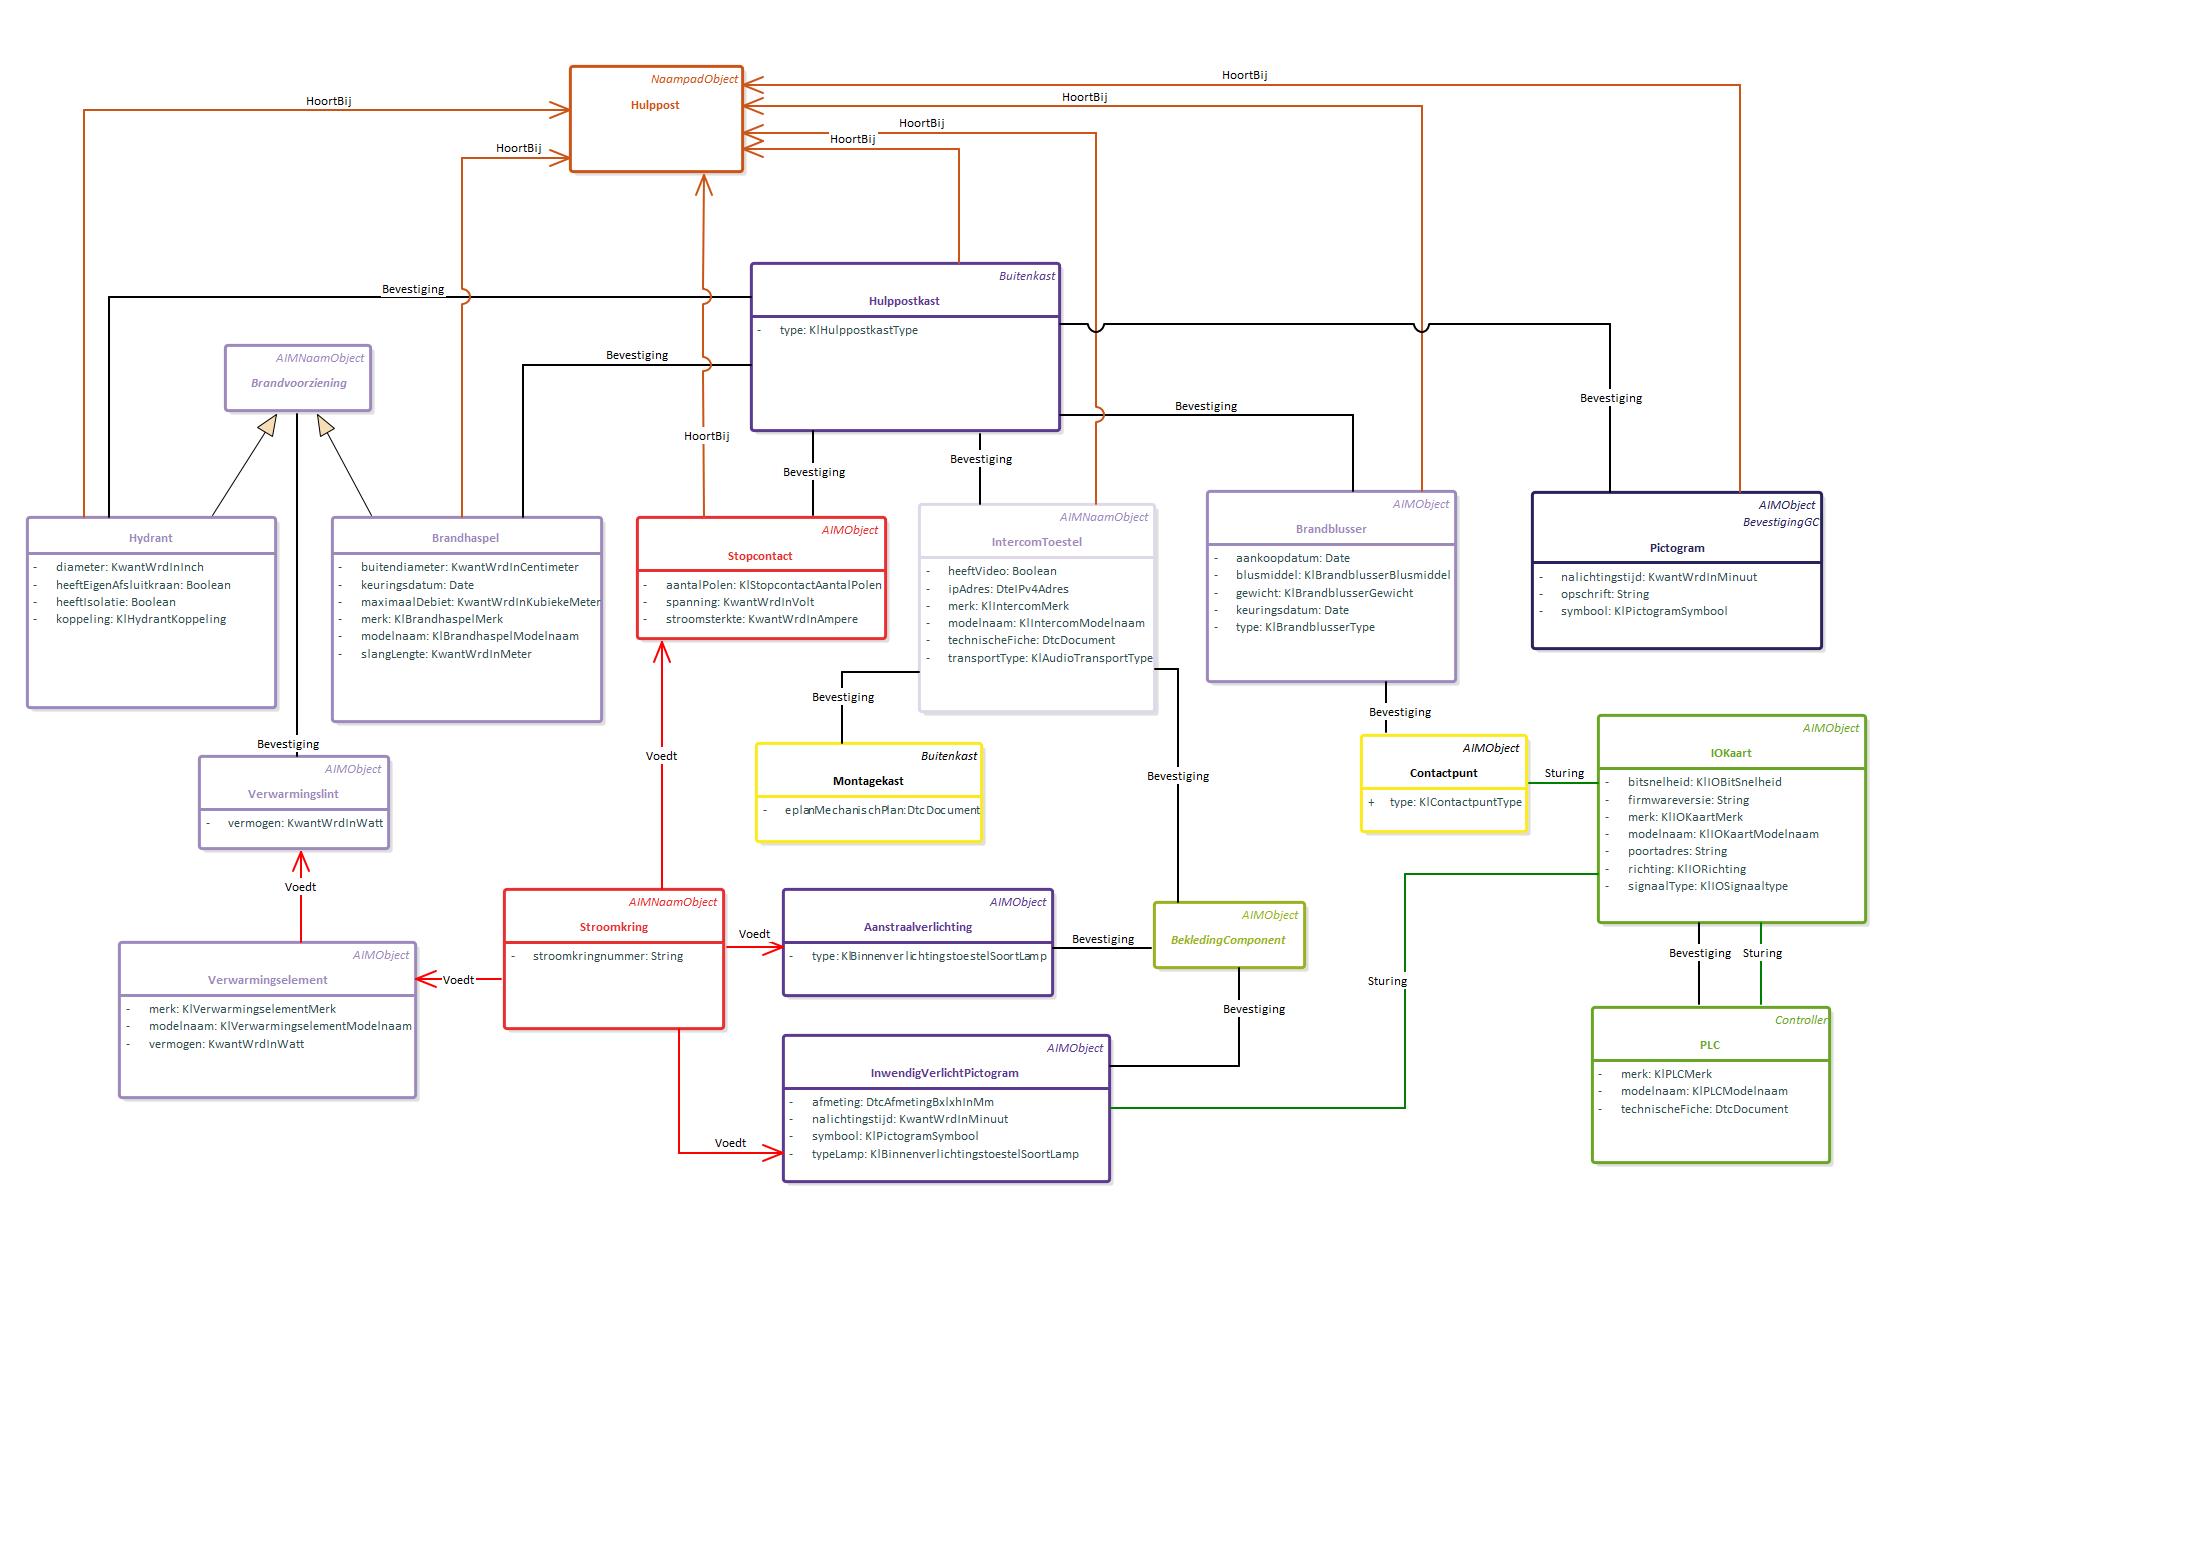 NaampadObject
Hulppost
HoortBij
HoortBij
HoortBij
HoortBij
HoortBij
HoortBij
HoortBij
Buitenkast
Hulppostkast
- type: KlHulppostkastType
Bevestiging
Bevestiging
Bevestiging
Bevestiging
Bevestiging
Bevestiging
AIMNaamObject
Brandvoorziening
Hydrant
- diameter: KwantWrdInInch
- heeftEigenAfsluitkraan: Boolean
- heeftIsolatie: Boolean
- koppeling: KlHydrantKoppeling
Brandhaspel
- buitendiameter: KwantWrdInCentimeter
- keuringsdatum: Date
- maximaalDebiet: KwantWrdInKubiekeMeter
- merk: KlBrandhaspelMerk
- modelnaam: KlBrandhaspelModelnaam
- slangLengte: KwantWrdInMeter
AIMObject
Stopcontact
- aantalPolen: KlStopcontactAantalPolen
- spanning: KwantWrdInVolt
- stroomsterkte: KwantWrdInAmpere
AIMNaamObject
IntercomToestel
- heeftVideo: Boolean
- ipAdres: DteIPv4Adres
- merk: KlIntercomMerk
- modelnaam: KlIntercomModelnaam
- technischeFiche: DtcDocument
- transportType: KlAudioTransportType
AIMObject
Brandblusser
- aankoopdatum: Date
- blusmiddel: KlBrandblusserBlusmiddel
- gewicht: KlBrandblusserGewicht
- keuringsdatum: Date
- type: KlBrandblusserType
AIMObject
BevestigingGC
Pictogram
- nalichtingstijd: KwantWrdInMinuut
- opschrift: String
- symbool: KlPictogramSymbool
Bevestiging
Bevestiging
Bevestiging
Bevestiging
Voedt
AIMObject
Verwarmingslint
- vermogen: KwantWrdInWatt
Buitenkast
Montagekast
- eplanMechanischPlan:DtcDocument
AIMObject
Contactpunt
+ type: KlContactpuntType
Sturing
AIMObject
IOKaart
- bitsnelheid: KlIOBitSnelheid
- firmwareversie: String
- merk: KlIOKaartMerk
- modelnaam: KlIOKaartModelnaam
- poortadres: String
- richting: KlIORichting
- signaalType: KlIOSignaaltype
Voedt
AIMObject
Verwarmingselement
- merk: KlVerwarmingselementMerk
- modelnaam: KlVerwarmingselementModelnaam
- vermogen: KwantWrdInWatt
Voedt
AIMNaamObject
Stroomkring
- stroomkringnummer: String
Voedt
AIMObject
Aanstraalverlichting
- type: KlBinnenverlichtingstoestelSoortLamp
Bevestiging
AIMObject
BekledingComponent
Bevestiging
Sturing
Bevestiging
Sturing
AIMObject
InwendigVerlichtPictogram
- afmeting: DtcAfmetingBxlxhInMm
- nalichtingstijd: KwantWrdInMinuut
- symbool: KlPictogramSymbool
- typeLamp: KlBinnenverlichtingstoestelSoortLamp
Voedt
Controller
PLC
- merk: KlPLCMerk
- modelnaam: KlPLCModelnaam
- technischeFiche: DtcDocument